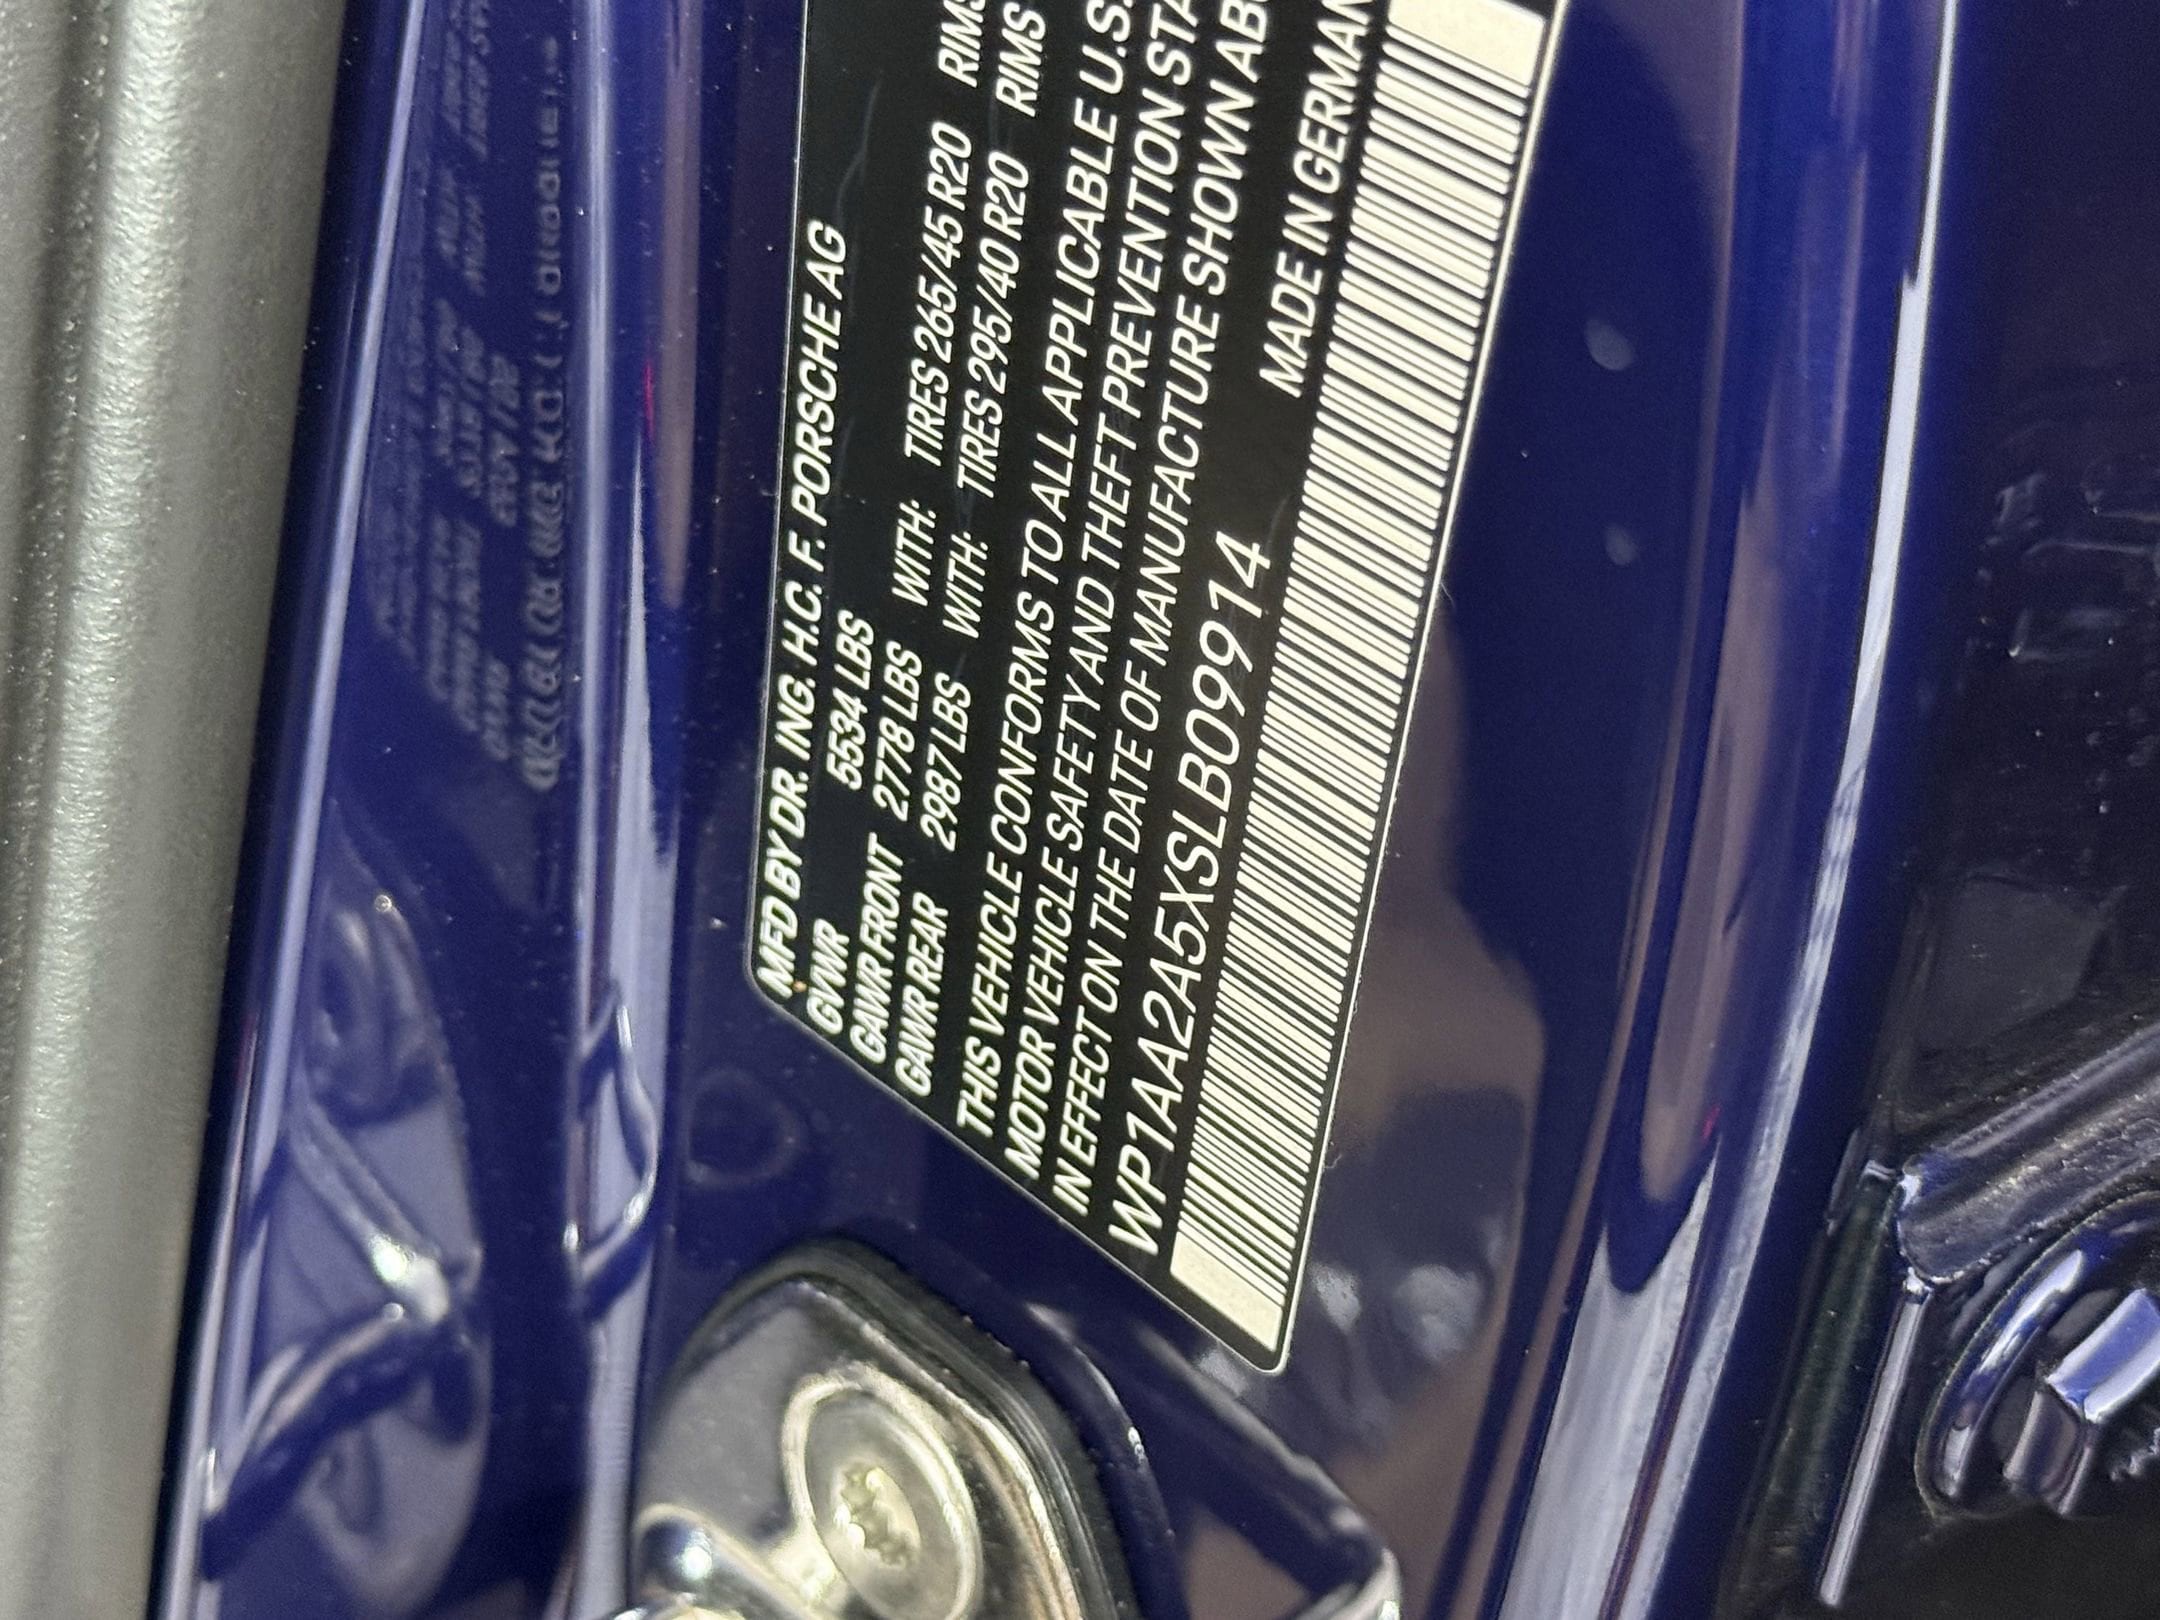 MFD BY DR. ING. H.C. F. PORSCHE AG
GVWR 5534 LBS
GAWR FRONT 2778 LBS WITH: TIRES 265/45 R20 RIMS
GAWR REAR 2987 LBS WITH: TIRES 295/40 R20 RIMS
THIS VEHICLE CONFORMS TO ALL APPLICABLE U.S.
MOTOR VEHICLE SAFETY AND THEFT PREVENTION STA
IN EFFECT ON THE DATE OF MANUFACTURE SHOWN ABO
WP1AA2A5XSLB09914 MADE IN GERMAN